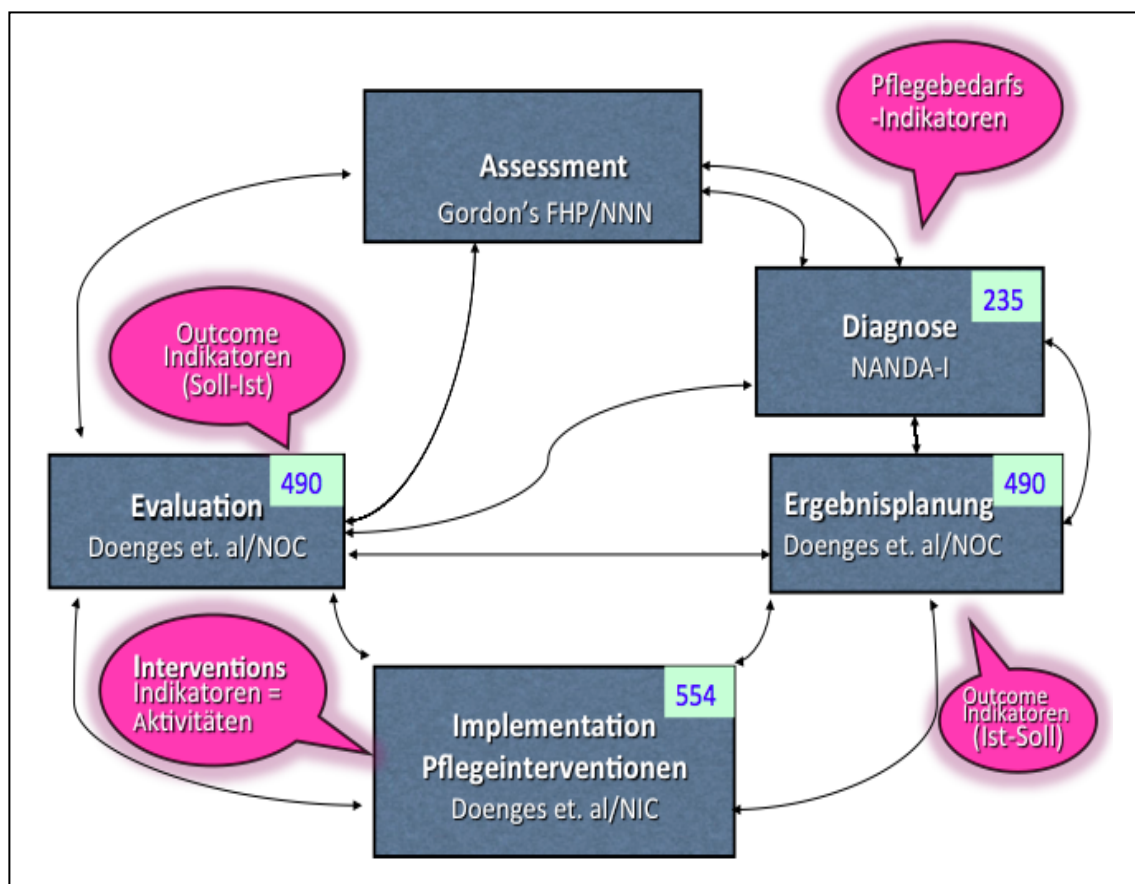 Pflegebedarfs
-Indikatoren
Assessment
Gordon's FHP/NNN
235
Diagnose
NANDA-I
Outcome
Indikatoren
(Soll-Ist)
490
Evaluation
Doenges et. al/NOC
490
Ergebnisplanung
Doenges et. al/NOC
Interventions
Indikatoren =
Aktivitäten
554
Implementation
Pflegeinterventionen
Doenges et. al/NIC
Outcome
Indikatoren
(Ist-Soll)